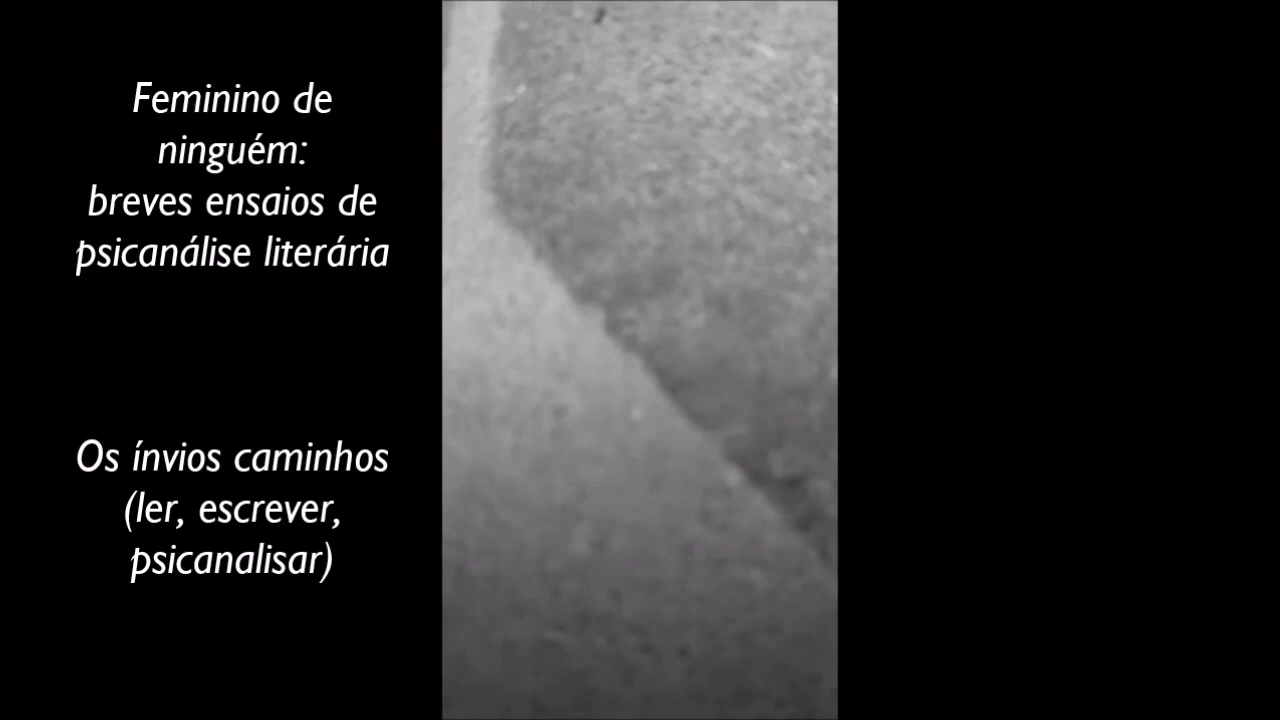 Feminino de
ninguém:
breves ensaios de
psicanálise literária
Os ínvios caminhos
(ler, escrever,
psicanalisar)